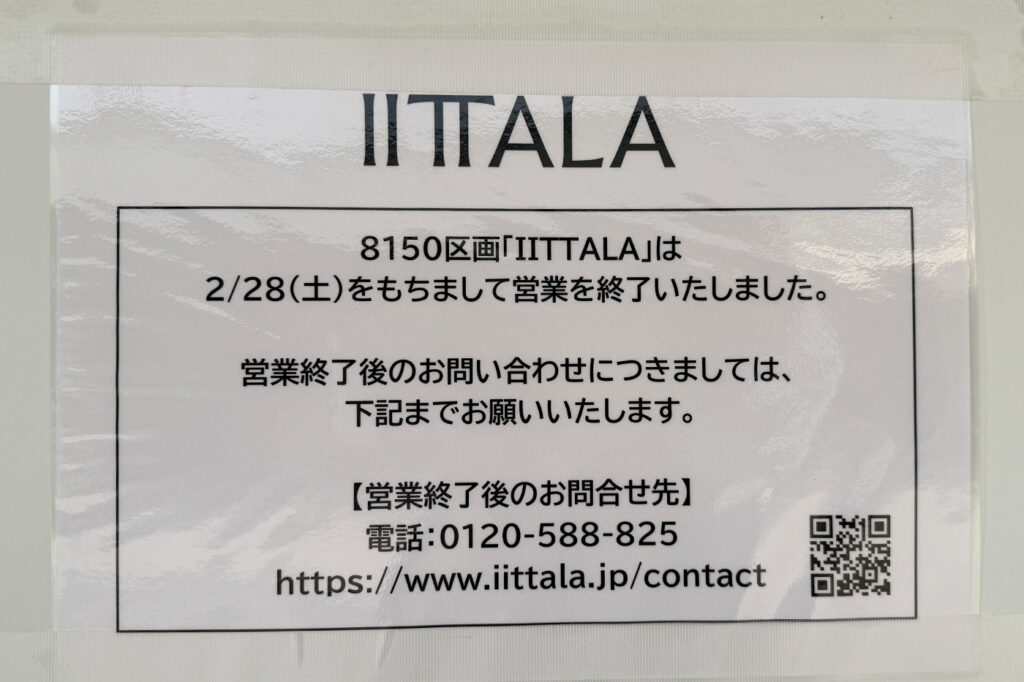 IITTALA
8150区画「IITTALA」は
2/28(土)をもちまして営業を終了いたしました。
営業終了後のお問い合わせにつきましては、
下記までお願いいたします。
【営業終了後のお問合せ先】
電話:0120-588-825
https://www.iittala.jp/contact